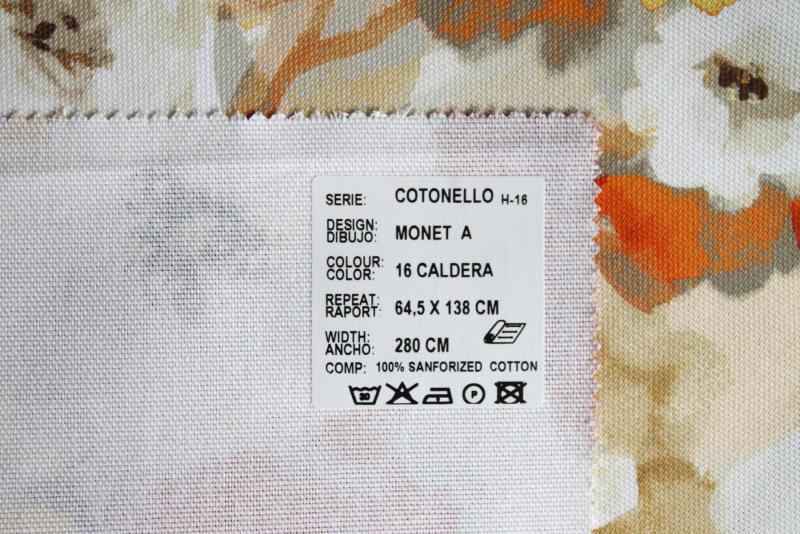 SERIE: COTONELLO H-16
DESIGN:
DIBUJO: MONET A
COLOUR:
COLOR: 16 CALDERA
REPEAT:
RAPORT: 64,5 X 138 CM
WIDTH:
ANCHO: 280 CM
COMP: 100% SANFORIZED COTTON
30 P